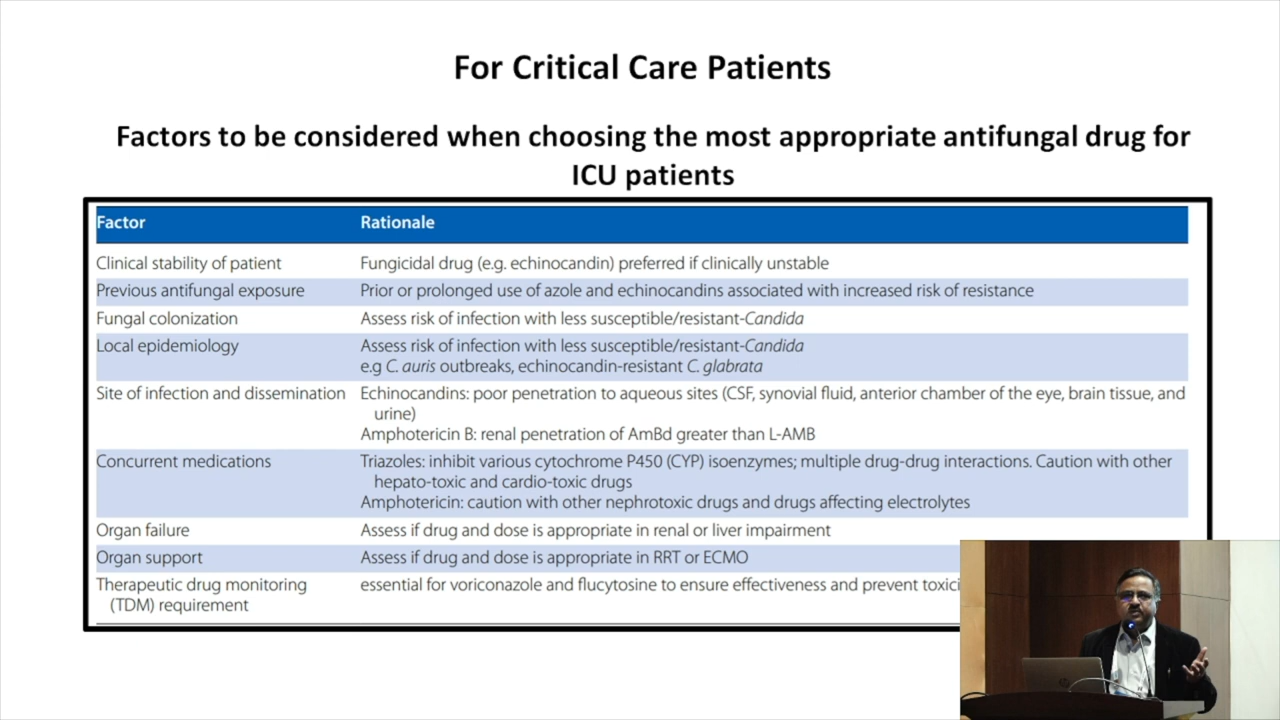 For Critical Care Patients
Factors to be considered when choosing the most appropriate antifungal drug for
ICU patients
Factor Rationale
Clinical stability of patient Fungicidal drug (e.g. echinocandin) preferred if clinically unstable
Previous antifungal exposure Prior or prolonged use of azole and echinocandins associated with increased risk of resistance
Fungal colonization Assess risk of infection with less susceptible/resistant-Candida
Local epidemiology Assess risk of infection with less susceptible/resistant-Candida
e.g C. auris outbreaks, echinocandin-resistant C. glabrata
Site of infection and dissemination Echinocandins: poor penetration to aqueous sites (CSF, synovial fluid, anterior chamber of the eye, brain tissue, and
urine)
Amphotericin B: renal penetration of AmBd greater than L-AMB
Concurrent medications Triazoles: inhibit various cytochrome P450 (CYP) isoenzymes; multiple drug-drug interactions. Caution with other
hepato-toxic and cardio-toxic drugs
Amphotericin: caution with other nephrotoxic drugs and drugs affecting electrolytes
Organ failure Assess if drug and dose is appropriate in renal or liver impairment
Organ support Assess if drug and dose is appropriate in RRT or ECMO
Therapeutic drug monitoring essential for voriconazole and flucytosine to ensure effectiveness and prevent toxici
(TDM) requirement